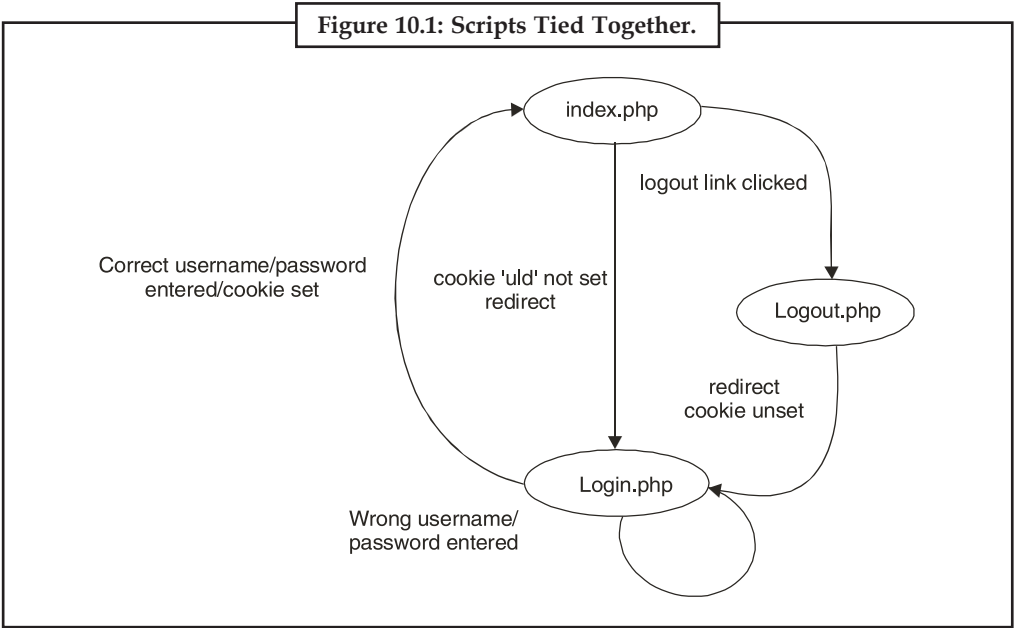 Figure 10.1: Scripts Tied Together.
index.php
logout link clicked
Correct username/password
entered/cookie set
cookie 'uld' not set
redirect
Logout.php
redirect
cookie unset
Login.php
Wrong username/
password entered